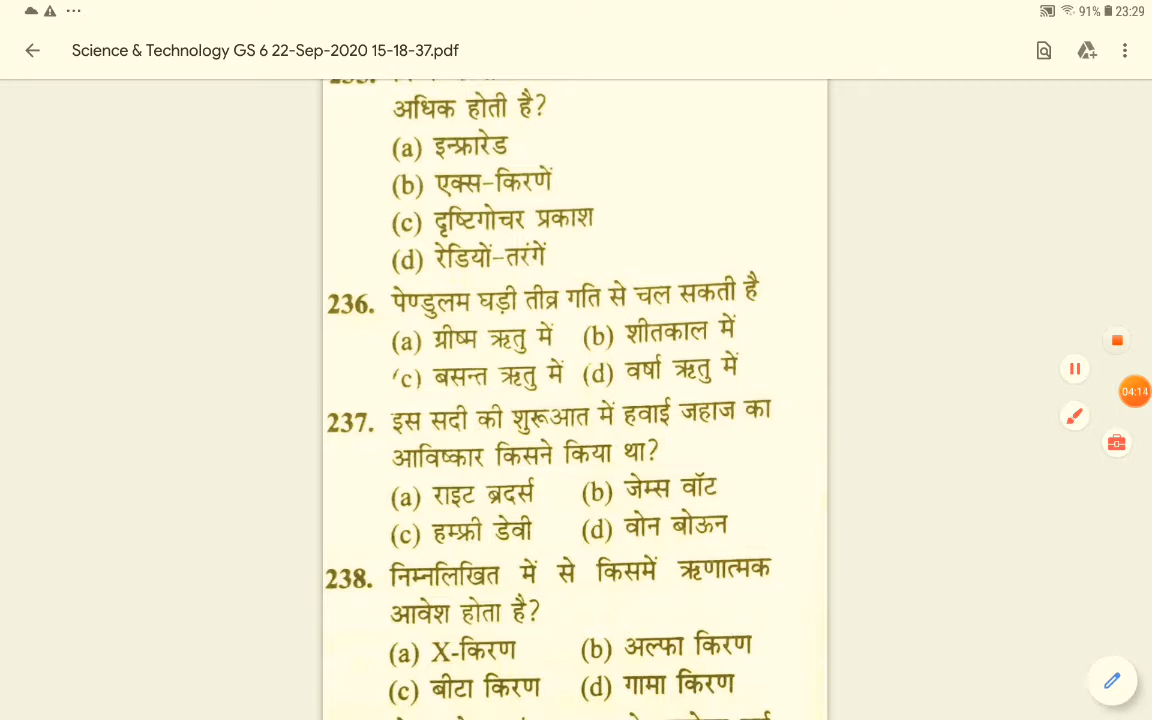 91% 23:29
Science & Technology GS 6 22-Sep-2020 15-18-37.pdf
अधिक होती है?
(a) इन्फ्रारेड
(b) एक्स-किरणें
(c) दृष्टिगोचर प्रकाश
(d) रेडियों-तरंगें
236. पेण्डुलम घड़ी तीव्र गति से चल सकती है
(a) ग्रीष्म ऋतु में (b) शीतकाल में
(c) बसन्त ऋतु में (d) वर्षा ऋतु में
237. इस सदी की शुरूआत में हवाई जहाज का
आविष्कार किसने किया था?
(a) राइट ब्रदर्स (b) जेम्स वॉट
(c) हम्फ्री डेवी (d) वोन बोऊन
238. निम्नलिखित में से किसमें ऋणात्मक
आवेश होता है?
(a) X-किरण (b) अल्फा किरण
(c) बीटा किरण (d) गामा किरण
04:14